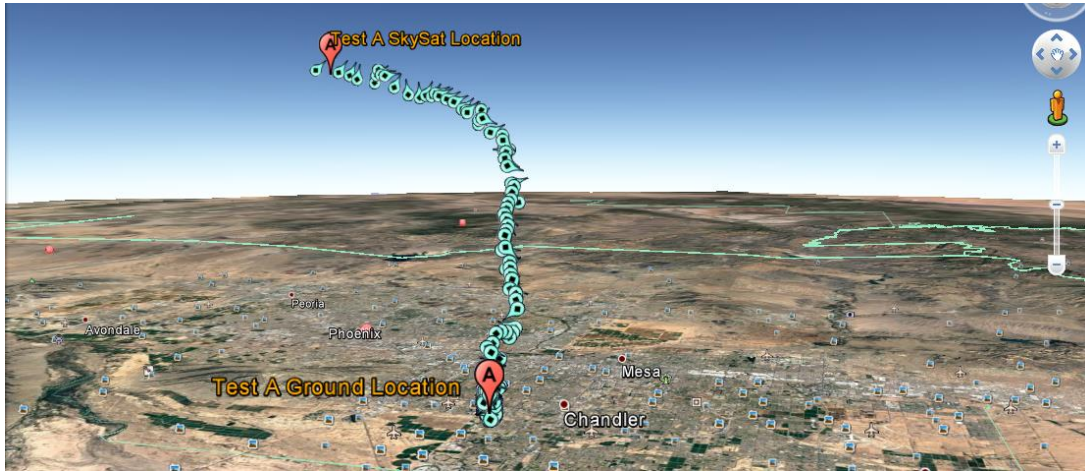 A
Test A SkySat Location
Peoria
Avondale
Phoenix
Mesa
A
Test A Ground Location
Chandler